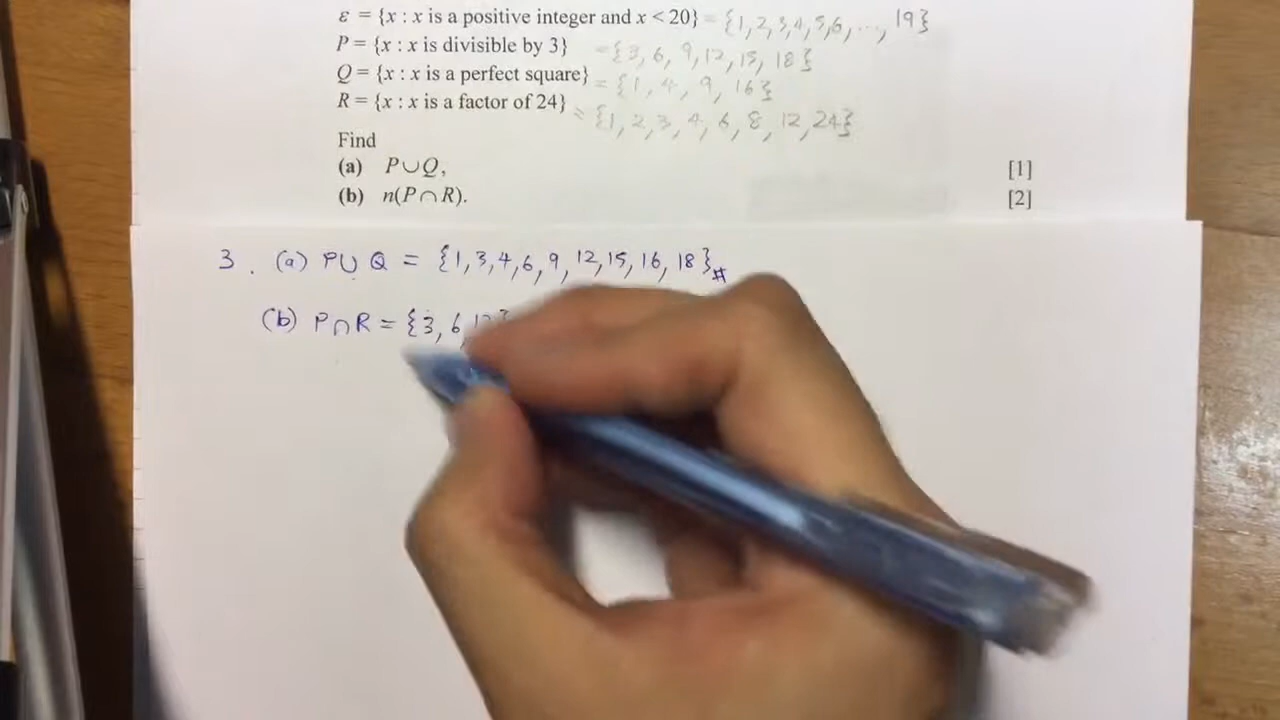 ε = {x : x is a positive integer and x < 20} = {1,2,3,4,5,6, ..., 19}
P = {x : x is divisible by 3} = {3, 6, 9, 12, 15, 18}
Q = {x : x is a perfect square} = {1, 4, 9, 16}
R = {x : x is a factor of 24} = {1, 2, 3, 4, 6, 8, 12, 24}
Find
(a) P∪Q, [1]
(b) n(P∩R). [2]
3. (a) P∪Q = {1, 3, 4, 6, 9, 12, 15, 16, 18}#
(b) P∩R = {3, 6, 12}